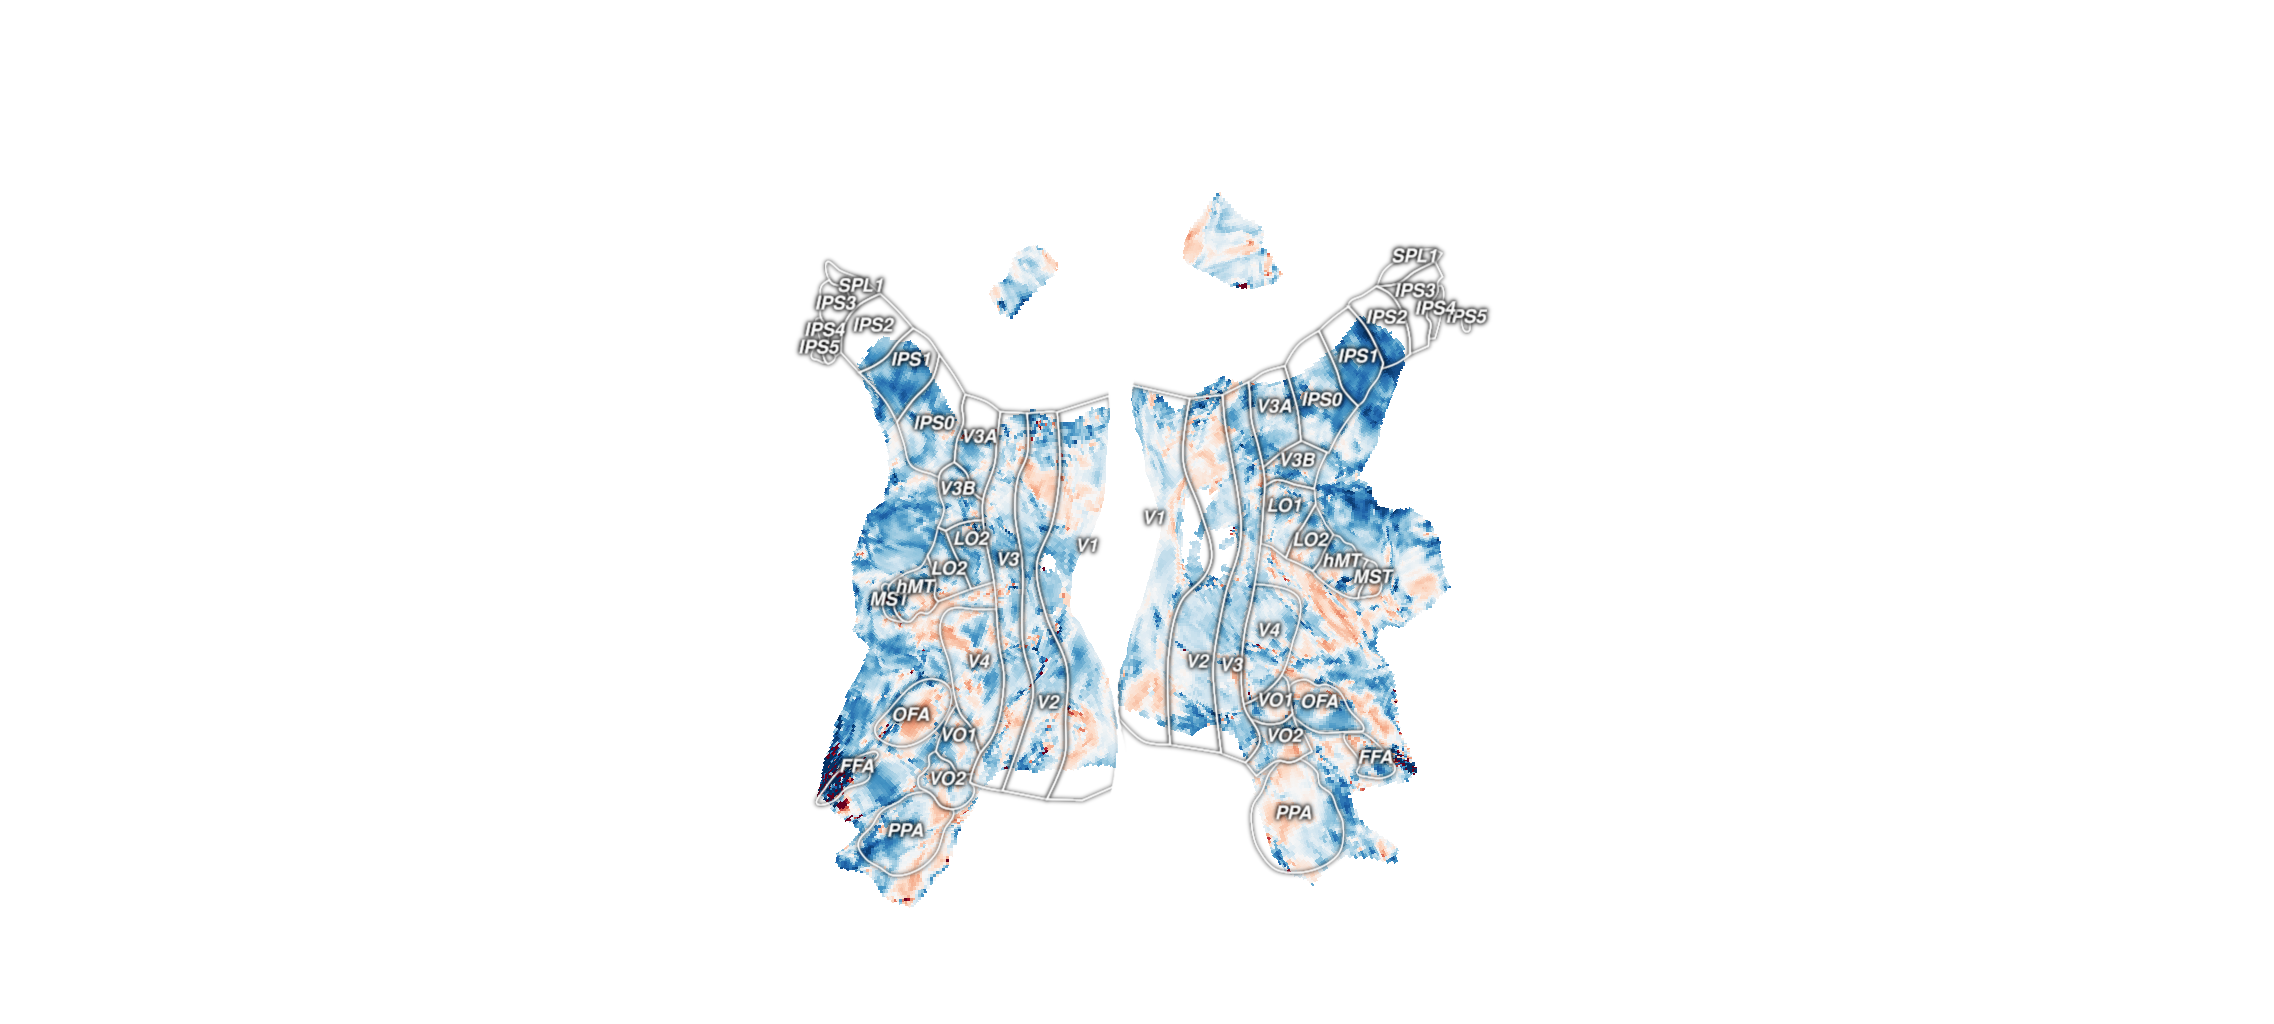 SPL1
IPS3
IPS2
IPS4
IPS5
IPS1
IPS0
V3A
V3B
LO2
V3
V1
LO2
hMT
MST
V4
V2
OFA
VO1
FFA
VO2
PPA
SPL1
IPS3
IPS4
IPS5
IPS2
IPS1
IPS0
V3A
V3B
LO1
V1
LO2
hMT
MST
V4
V2
V3
VO1
OFA
VO2
FFA
PPA